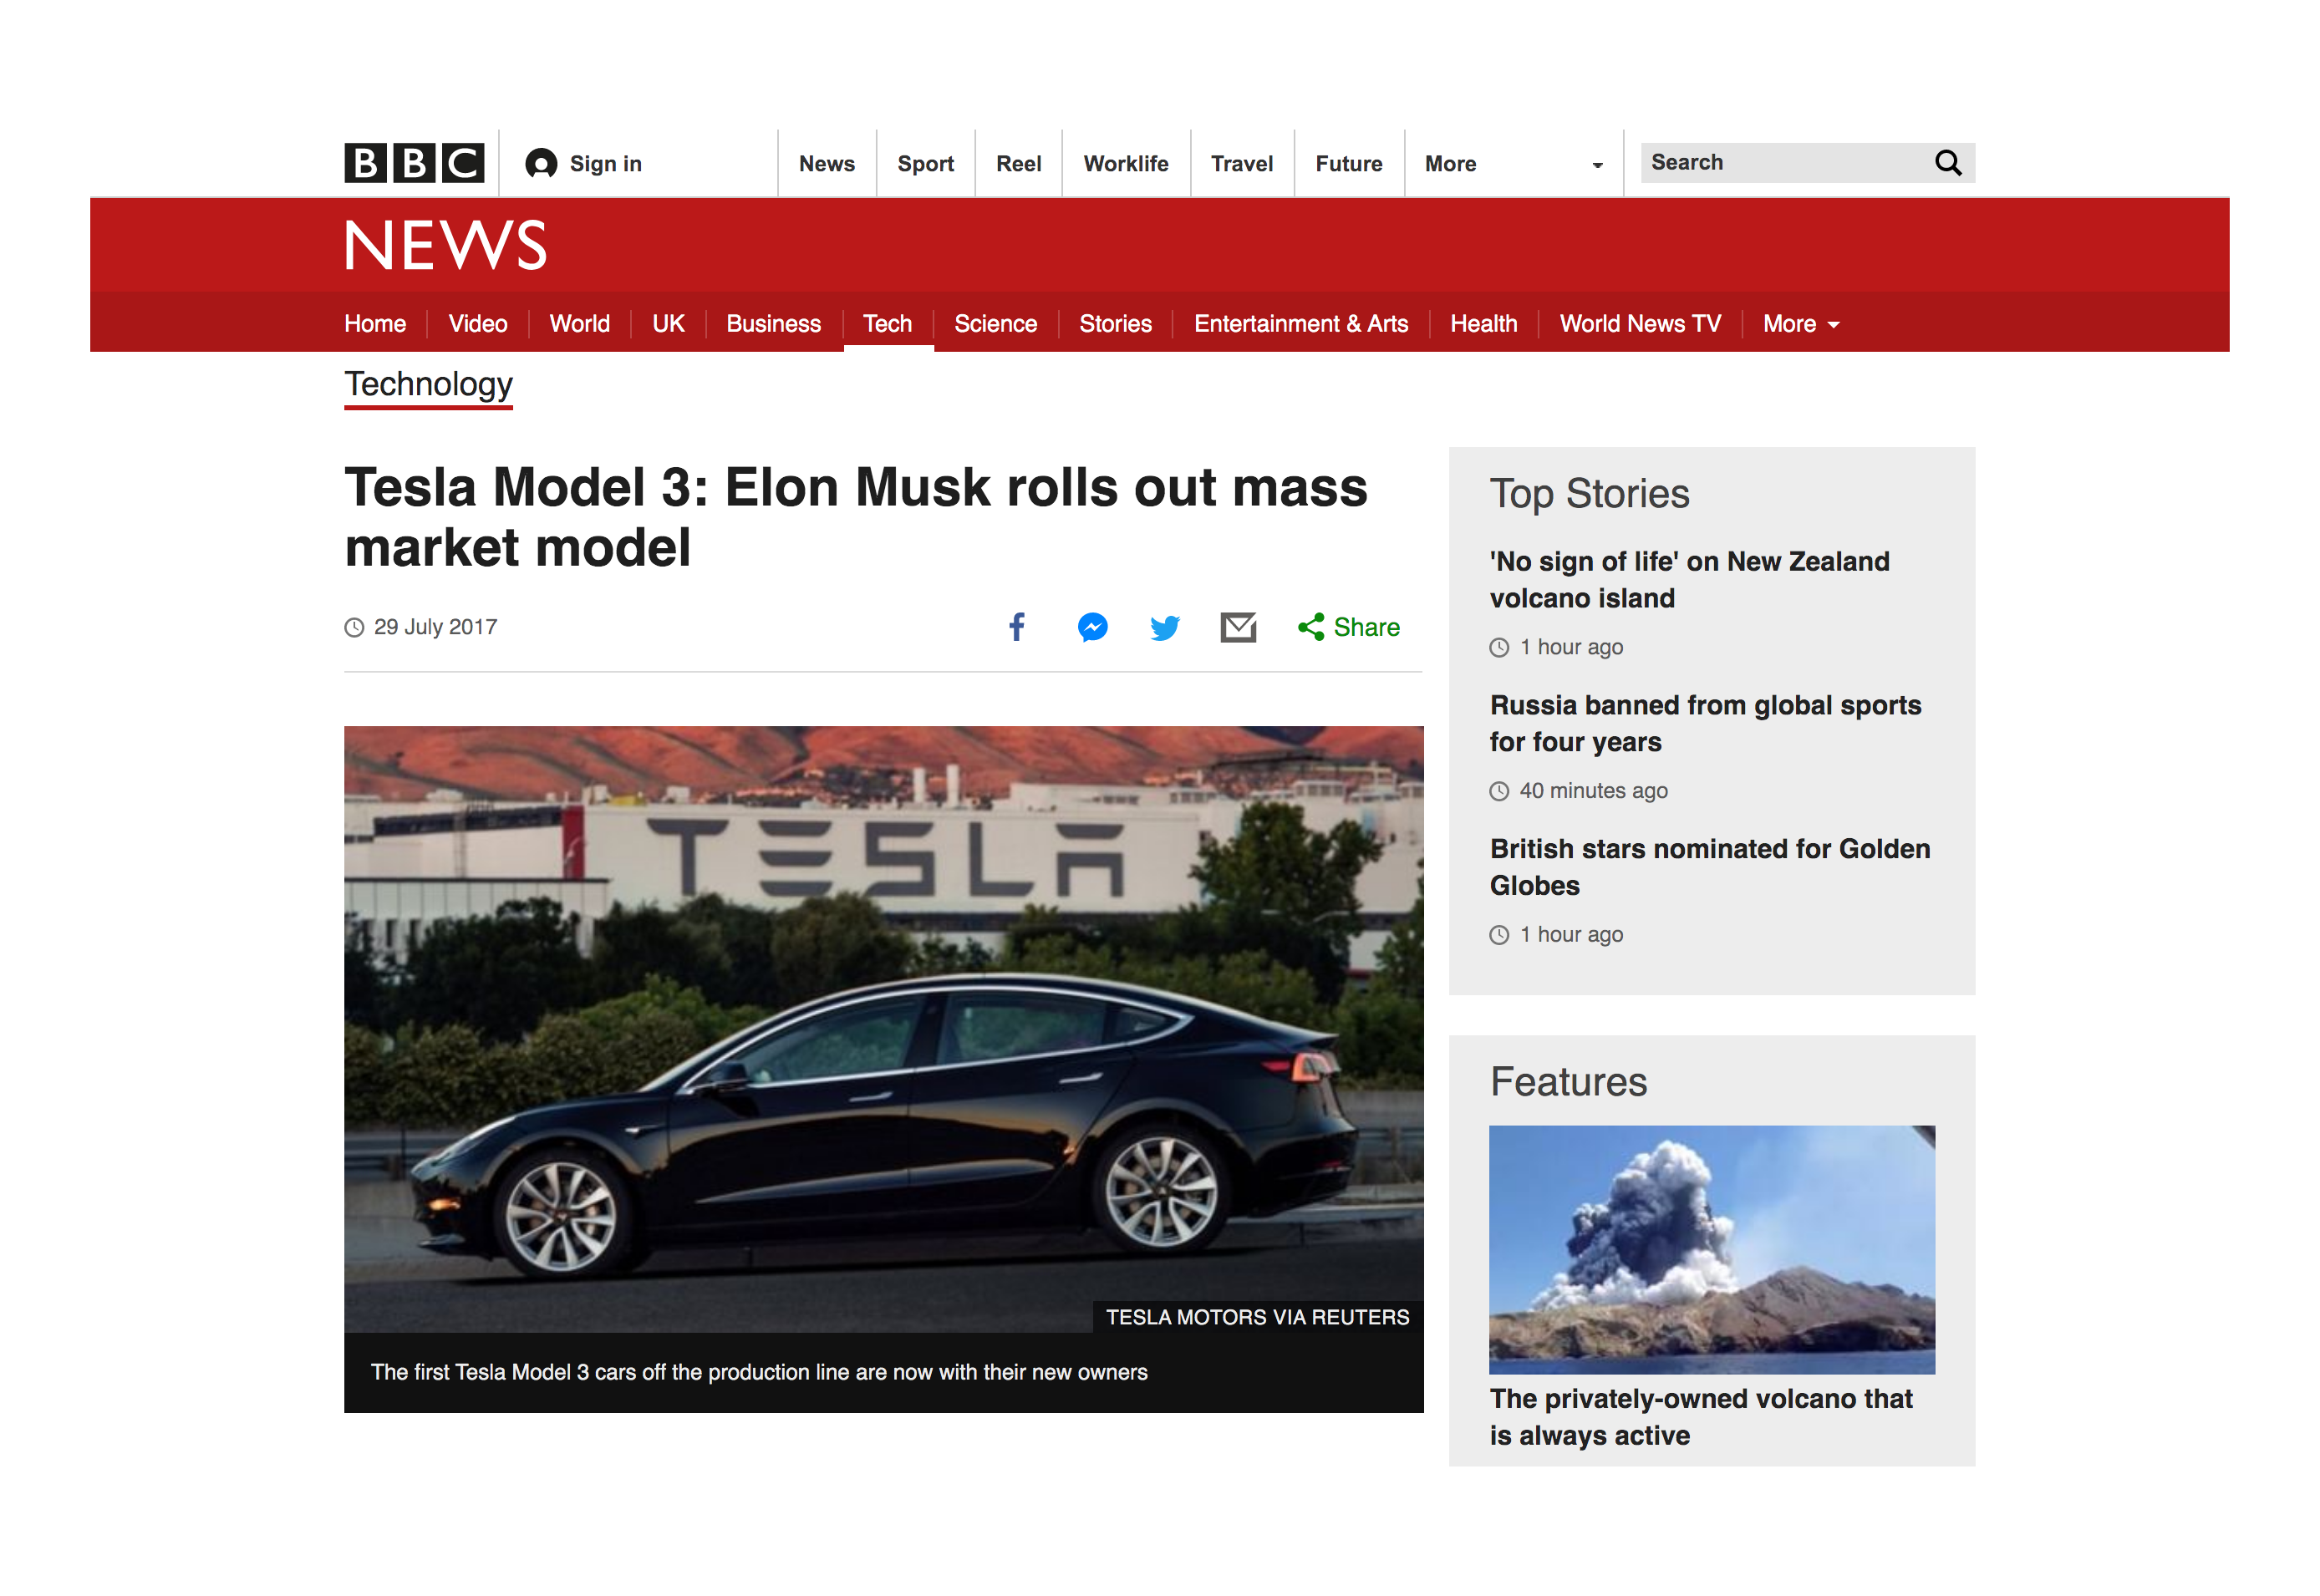 BBC
Sign in
News
Sport
Reel
Worklife
Travel
Future
More
Search
NEWS
Home
Video
World
UK
Business
Tech
Science
Stories
Entertainment & Arts
Health
World News TV
More
Technology
Tesla Model 3: Elon Musk rolls out mass
market model
29 July 2017
Share
TESLA
TESLA MOTORS VIA REUTERS
The first Tesla Model 3 cars off the production line are now with their new owners
Top Stories
'No sign of life' on New Zealand
volcano island
1 hour ago
Russia banned from global sports
for four years
40 minutes ago
British stars nominated for Golden
Globes
1 hour ago
Features
The privately-owned volcano that
is always active